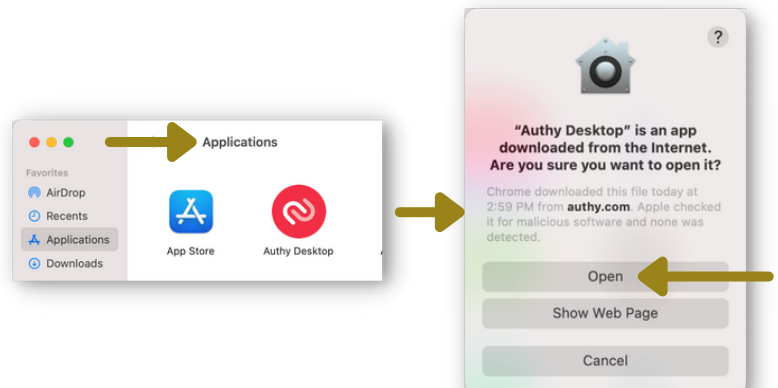 Applications
Favorites
AirDrop
Recents
Applications
Downloads
App Store
Authy Desktop
?
“Authy Desktop” is an app
downloaded from the Internet.
Are you sure you want to open it?
Chrome downloaded this file today at
2:59 PM from authy.com. Apple checked
it for malicious software and none was
detected.
Open
Show Web Page
Cancel